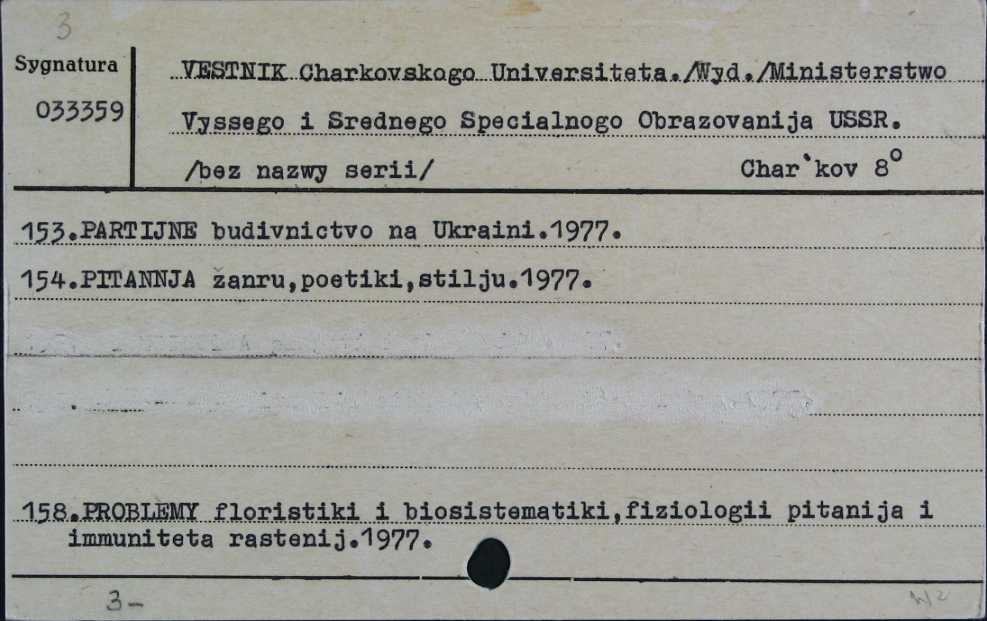 3
Sygnatura
033359
VESTNIK Charkovskogo Universiteta./Wyd./Ministerstwo
Vyssego i Srednego Specialnogo Obrazovanija USSR.
/bez nazwy serii/ Char`kov 8°
153.PARTIJNE budivnictvo na Ukraini.1977.
154.PITANNJA žanru,poetiki,stilju.1977.
158.PROBLEMY floristiki i biosistematiki,fiziologii pitanija i
immuniteta rastenij.1977.
3-